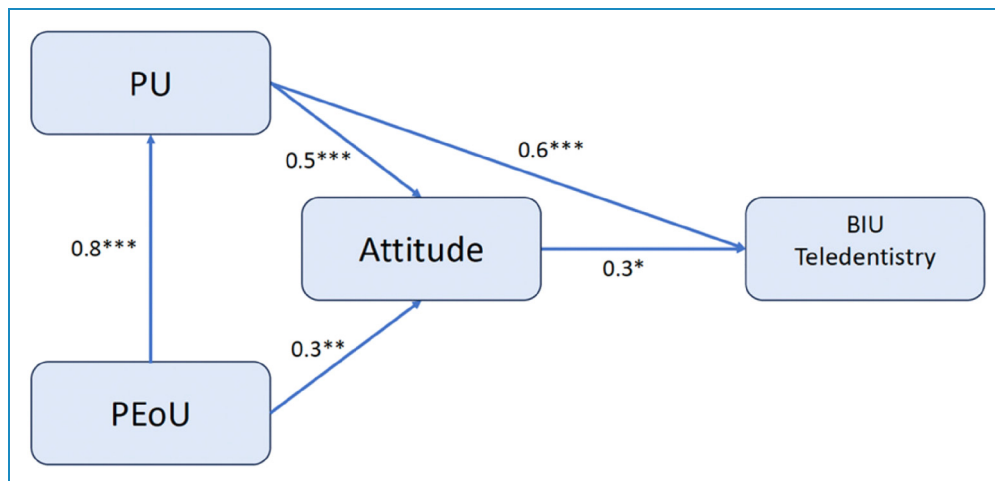 PU
0.5***
0.6***
0.8***
Attitude
BIU
Teledentistry
0.3*
0.3**
PEoU